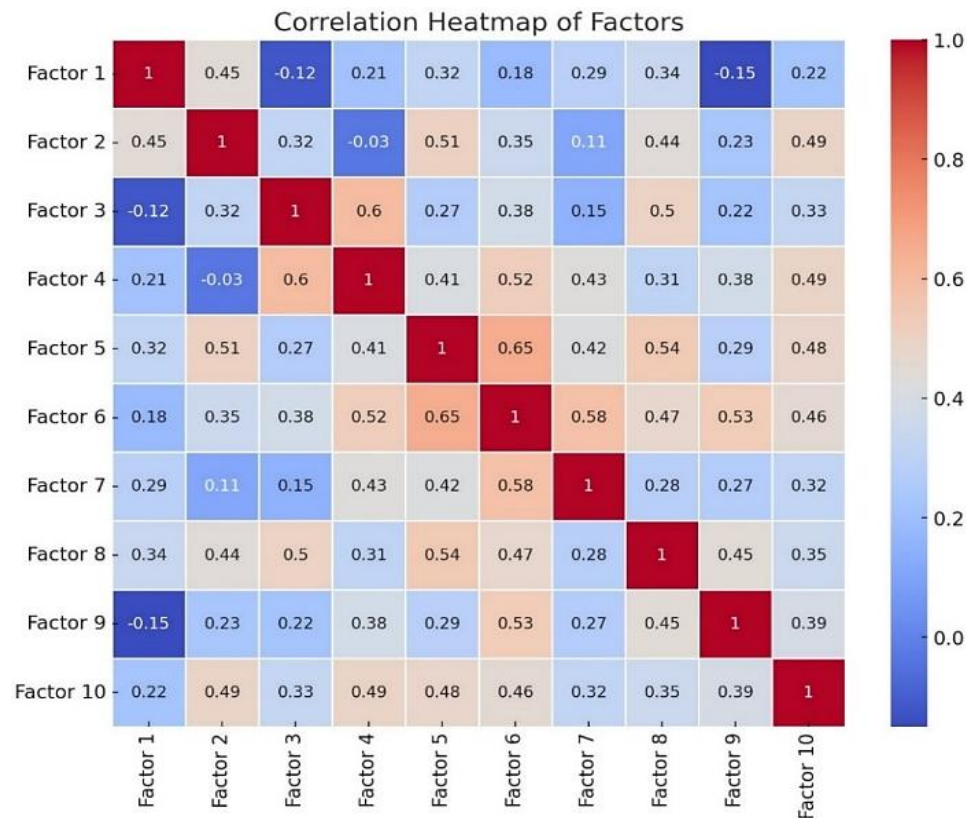 Correlation Heatmap of Factors
Factor 1 1 0.45 -0.12 0.21 0.32 0.18 0.29 0.34 -0.15 0.22
Factor 2 0.45 1 0.32 -0.03 0.51 0.35 0.11 0.44 0.23 0.49
Factor 3 -0.12 0.32 1 0.6 0.27 0.38 0.15 0.5 0.22 0.33
Factor 4 0.21 -0.03 0.6 1 0.41 0.52 0.43 0.31 0.38 0.49
Factor 5 0.32 0.51 0.27 0.41 1 0.65 0.42 0.54 0.29 0.48
Factor 6 0.18 0.35 0.38 0.52 0.65 1 0.58 0.47 0.53 0.46
Factor 7 0.29 0.11 0.15 0.43 0.42 0.58 1 0.28 0.27 0.32
Factor 8 0.34 0.44 0.5 0.31 0.54 0.47 0.28 1 0.45 0.35
Factor 9 -0.15 0.23 0.22 0.38 0.29 0.53 0.27 0.45 1 0.39
Factor 10 0.22 0.49 0.33 0.49 0.48 0.46 0.32 0.35 0.39 1
Factor 1 Factor 2 Factor 3 Factor 4 Factor 5 Factor 6 Factor 7 Factor 8 Factor 9 Factor 10
1.0
0.8
0.6
0.4
0.2
0.0